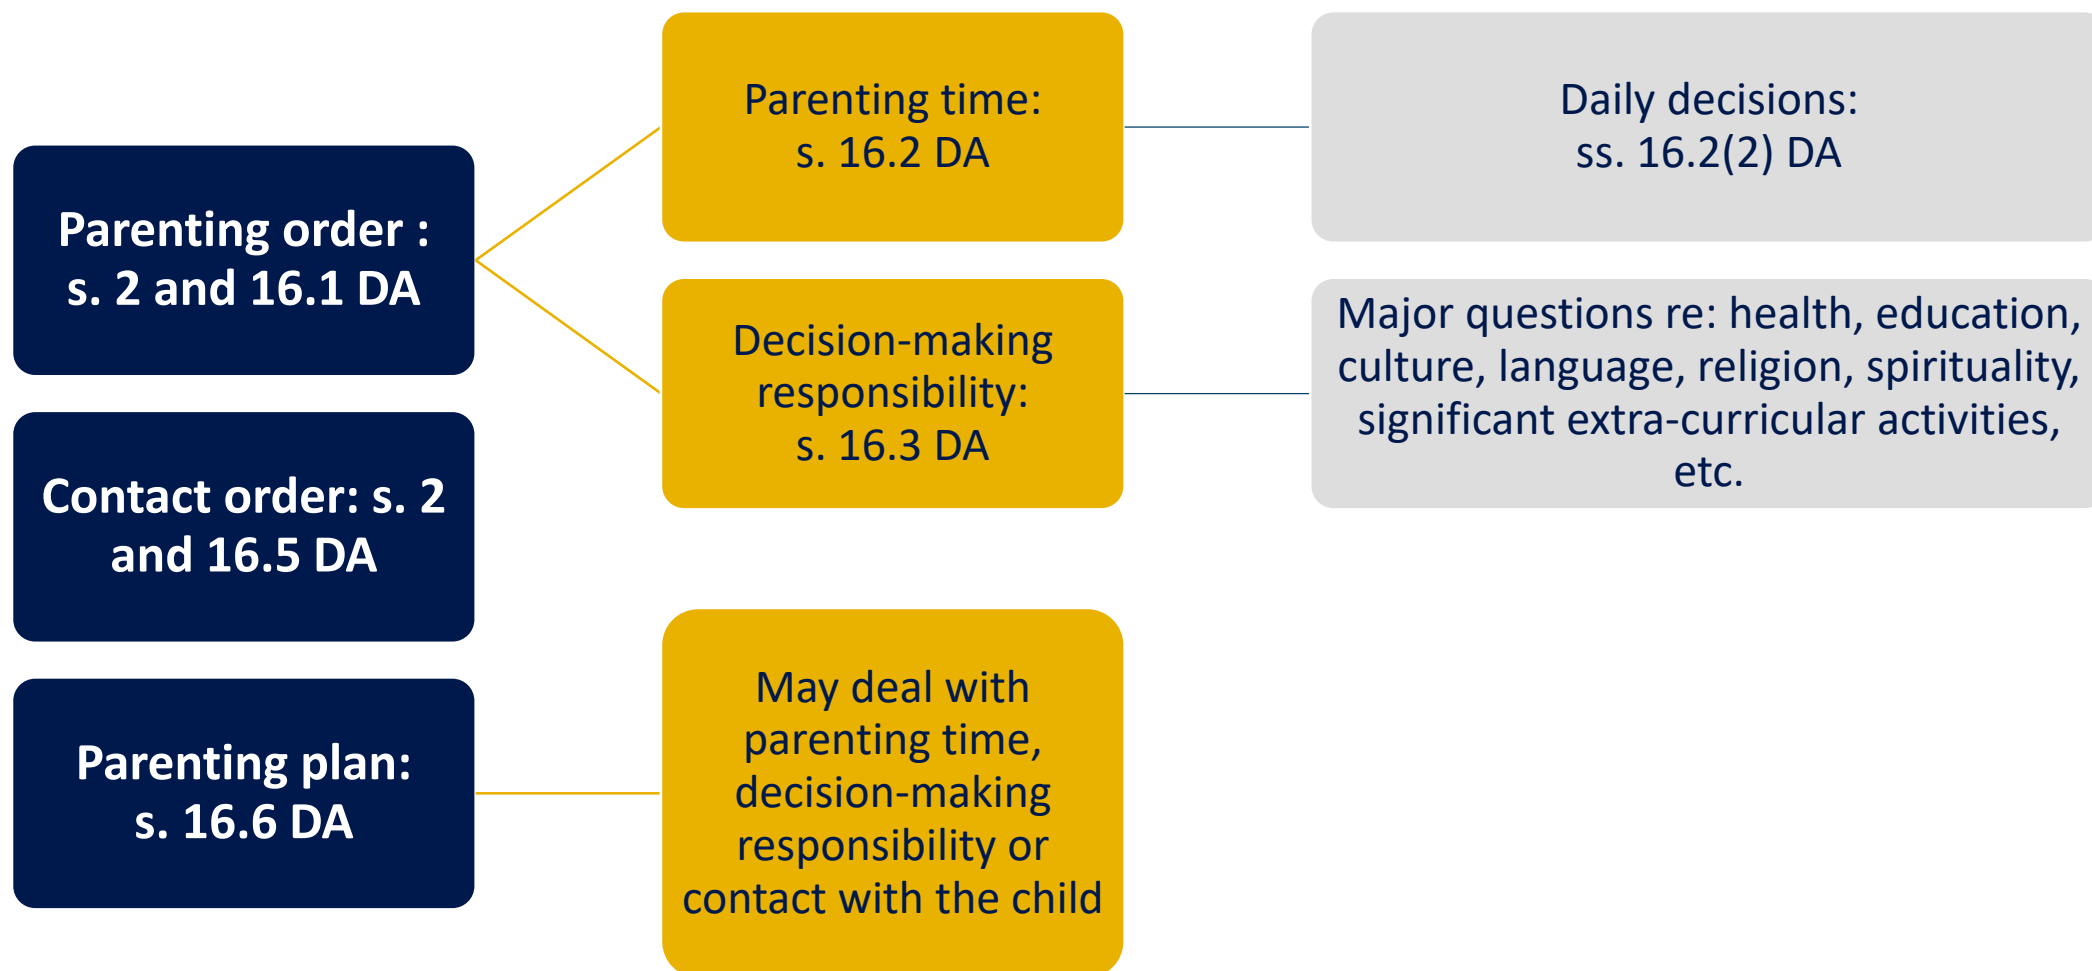 Parenting order :
s. 2 and 16.1 DA
Parenting time:
s. 16.2 DA
Daily decisions:
ss. 16.2(2) DA
Decision-making
responsibility:
s. 16.3 DA
Major questions re: health, education,
culture, language, religion, spirituality,
significant extra-curricular activities,
etc.
Contact order: s. 2
and 16.5 DA
Parenting plan:
s. 16.6 DA
May deal with
parenting time,
decision-making
responsibility or
contact with the child